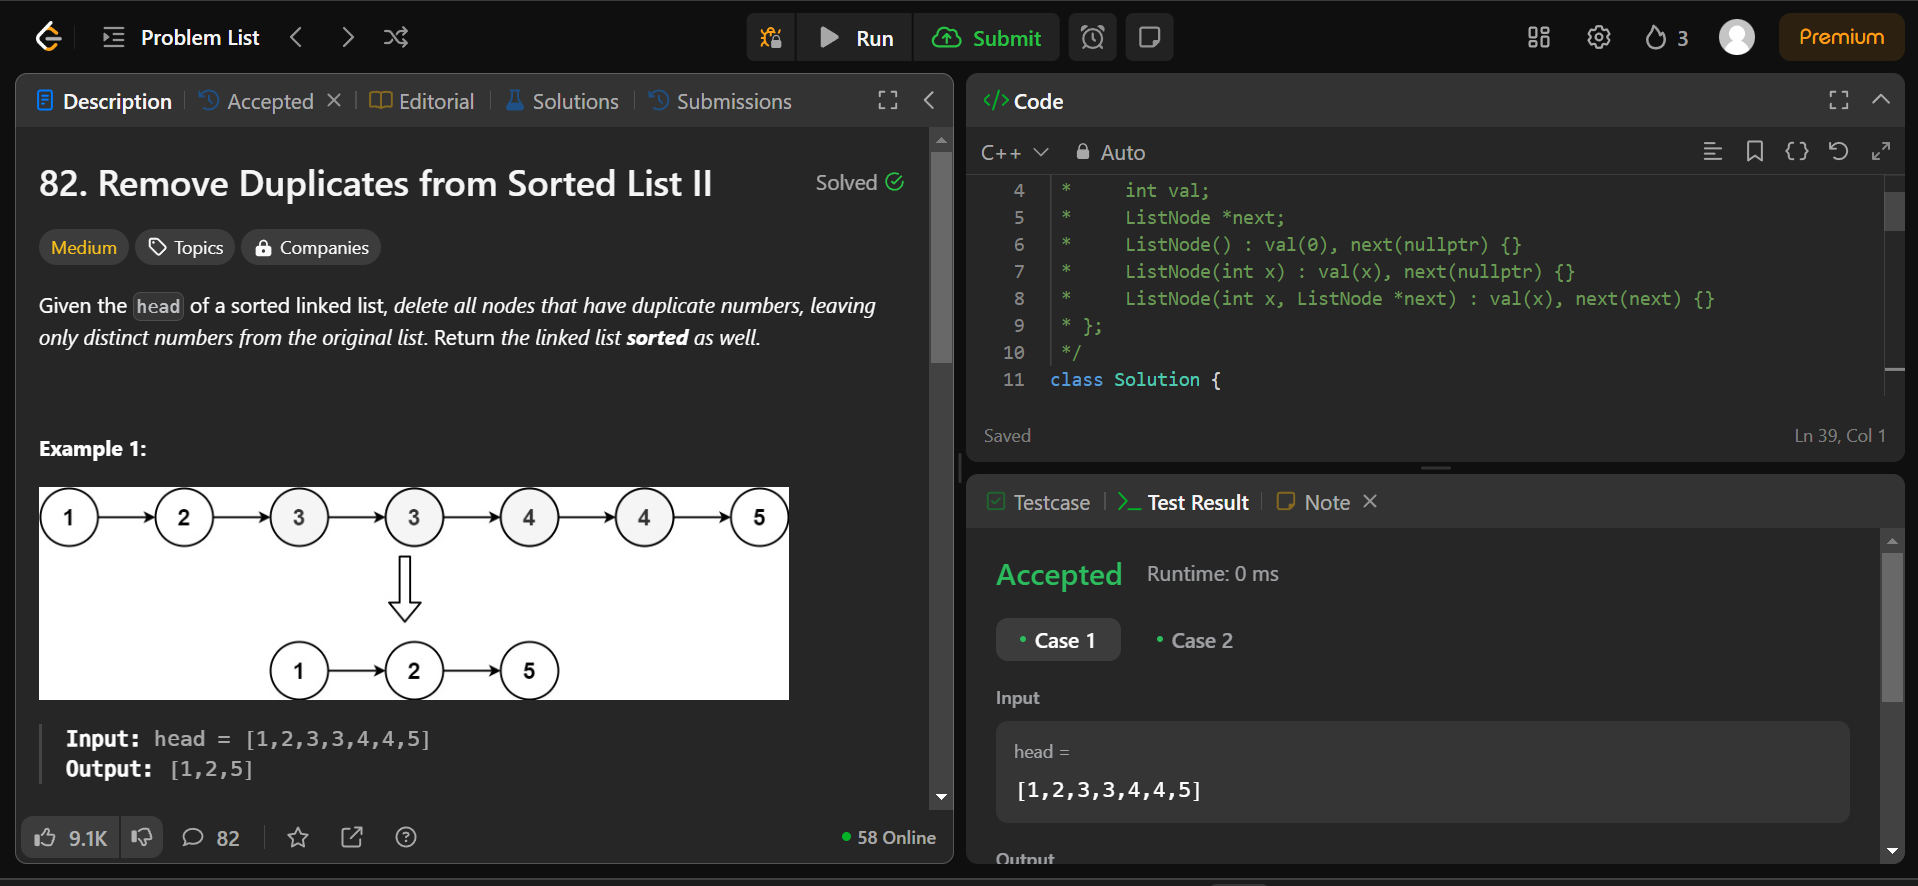 Problem List
Run
Submit
3
Premium
Description
Accepted
Editorial
Solutions
Submissions
82. Remove Duplicates from Sorted List II
Solved
Medium
Topics
Companies
Given the head of a sorted linked list, delete all nodes that have duplicate numbers, leaving
only distinct numbers from the original list. Return the linked list sorted as well.
Example 1:
1 2 3 3 4 4 5
1 2 5
Input: head = [1,2,3,3,4,4,5]
Output: [1,2,5]
9.1K
82
58 Online
</> Code
C++
Auto
4 * int val;
5 * ListNode *next;
6 * ListNode() : val(0), next(nullptr) {}
7 * ListNode(int x) : val(x), next(nullptr) {}
8 * ListNode(int x, ListNode *next) : val(x), next(next) {}
9 * };
10 */
11 class Solution {
Saved
Ln 39, Col 1
Testcase
Test Result
Note
Accepted
Runtime: 0 ms
Case 1
Case 2
Input
head =
[1,2,3,3,4,4,5]
Output